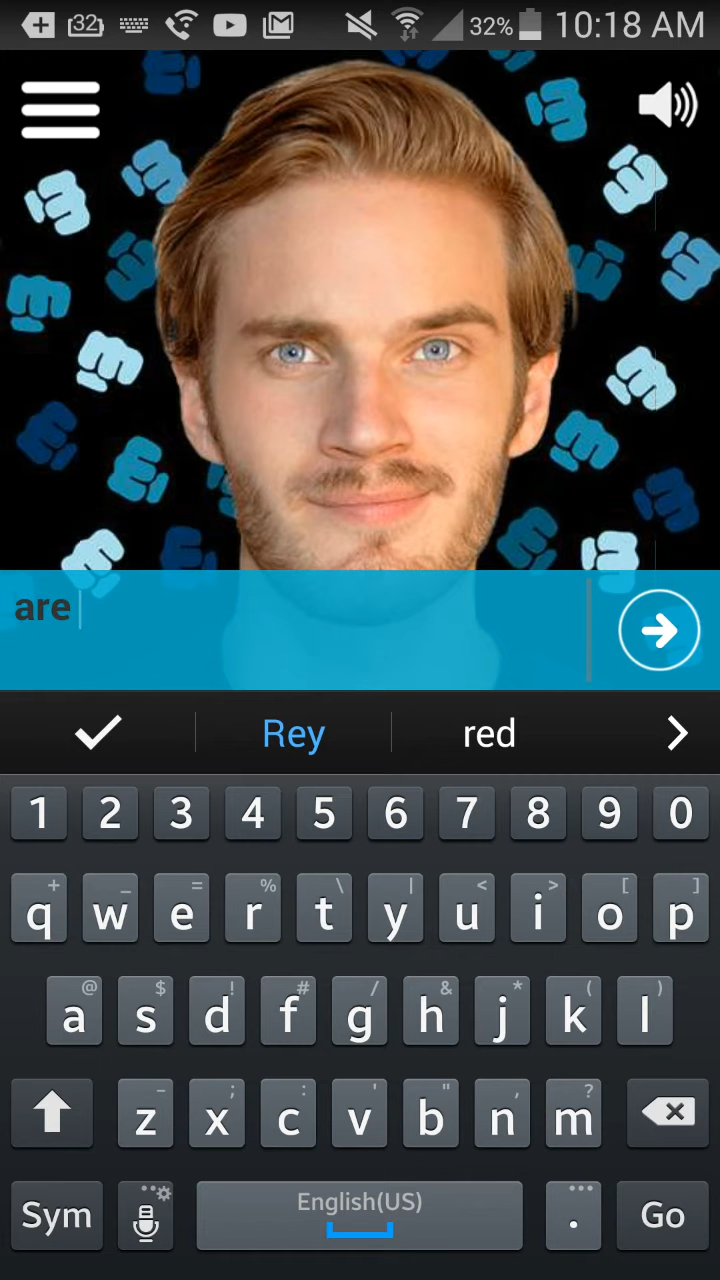 32 32% 10:18 AM
are
Rey red
1 2 3 4 5 6 7 8 9 0
+ _ = % \ | < > [ ]
q w e r t y u i o p
@ $ ! # / & * ( )
a s d f g h j k l
- ; : ' " , ?
z x c v b n m
Sym English(US) . Go